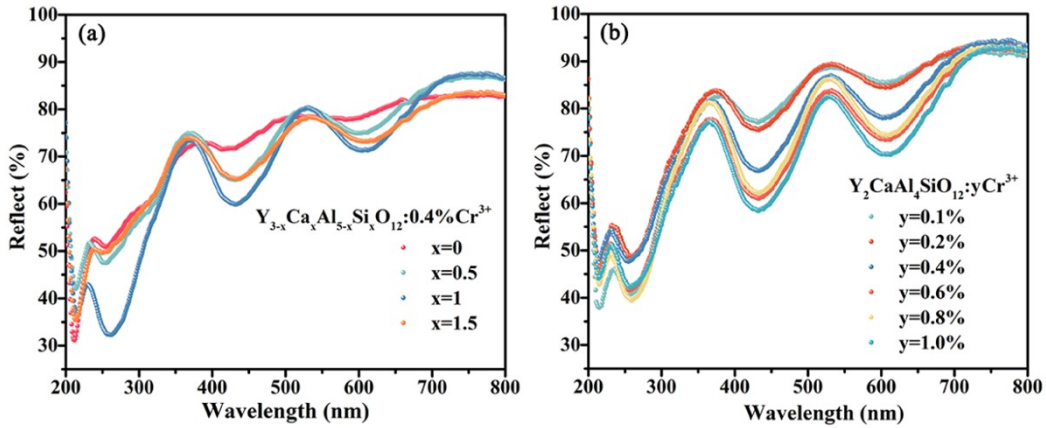 (a)
100
90
80
70
60
50
40
30
Reflect (%)
Y₃₋ₓCaₓAl₅₋ₓSiₓO₁₂:0.4%Cr³⁺
x=0
x=0.5
x=1
x=1.5
200 300 400 500 600 700 800
Wavelength (nm)
(b)
100
90
80
70
60
50
40
30
Reflect (%)
Y₂CaAl₄SiO₁₂:yCr³⁺
y=0.1%
y=0.2%
y=0.4%
y=0.6%
y=0.8%
y=1.0%
200 300 400 500 600 700 800
Wavelength (nm)